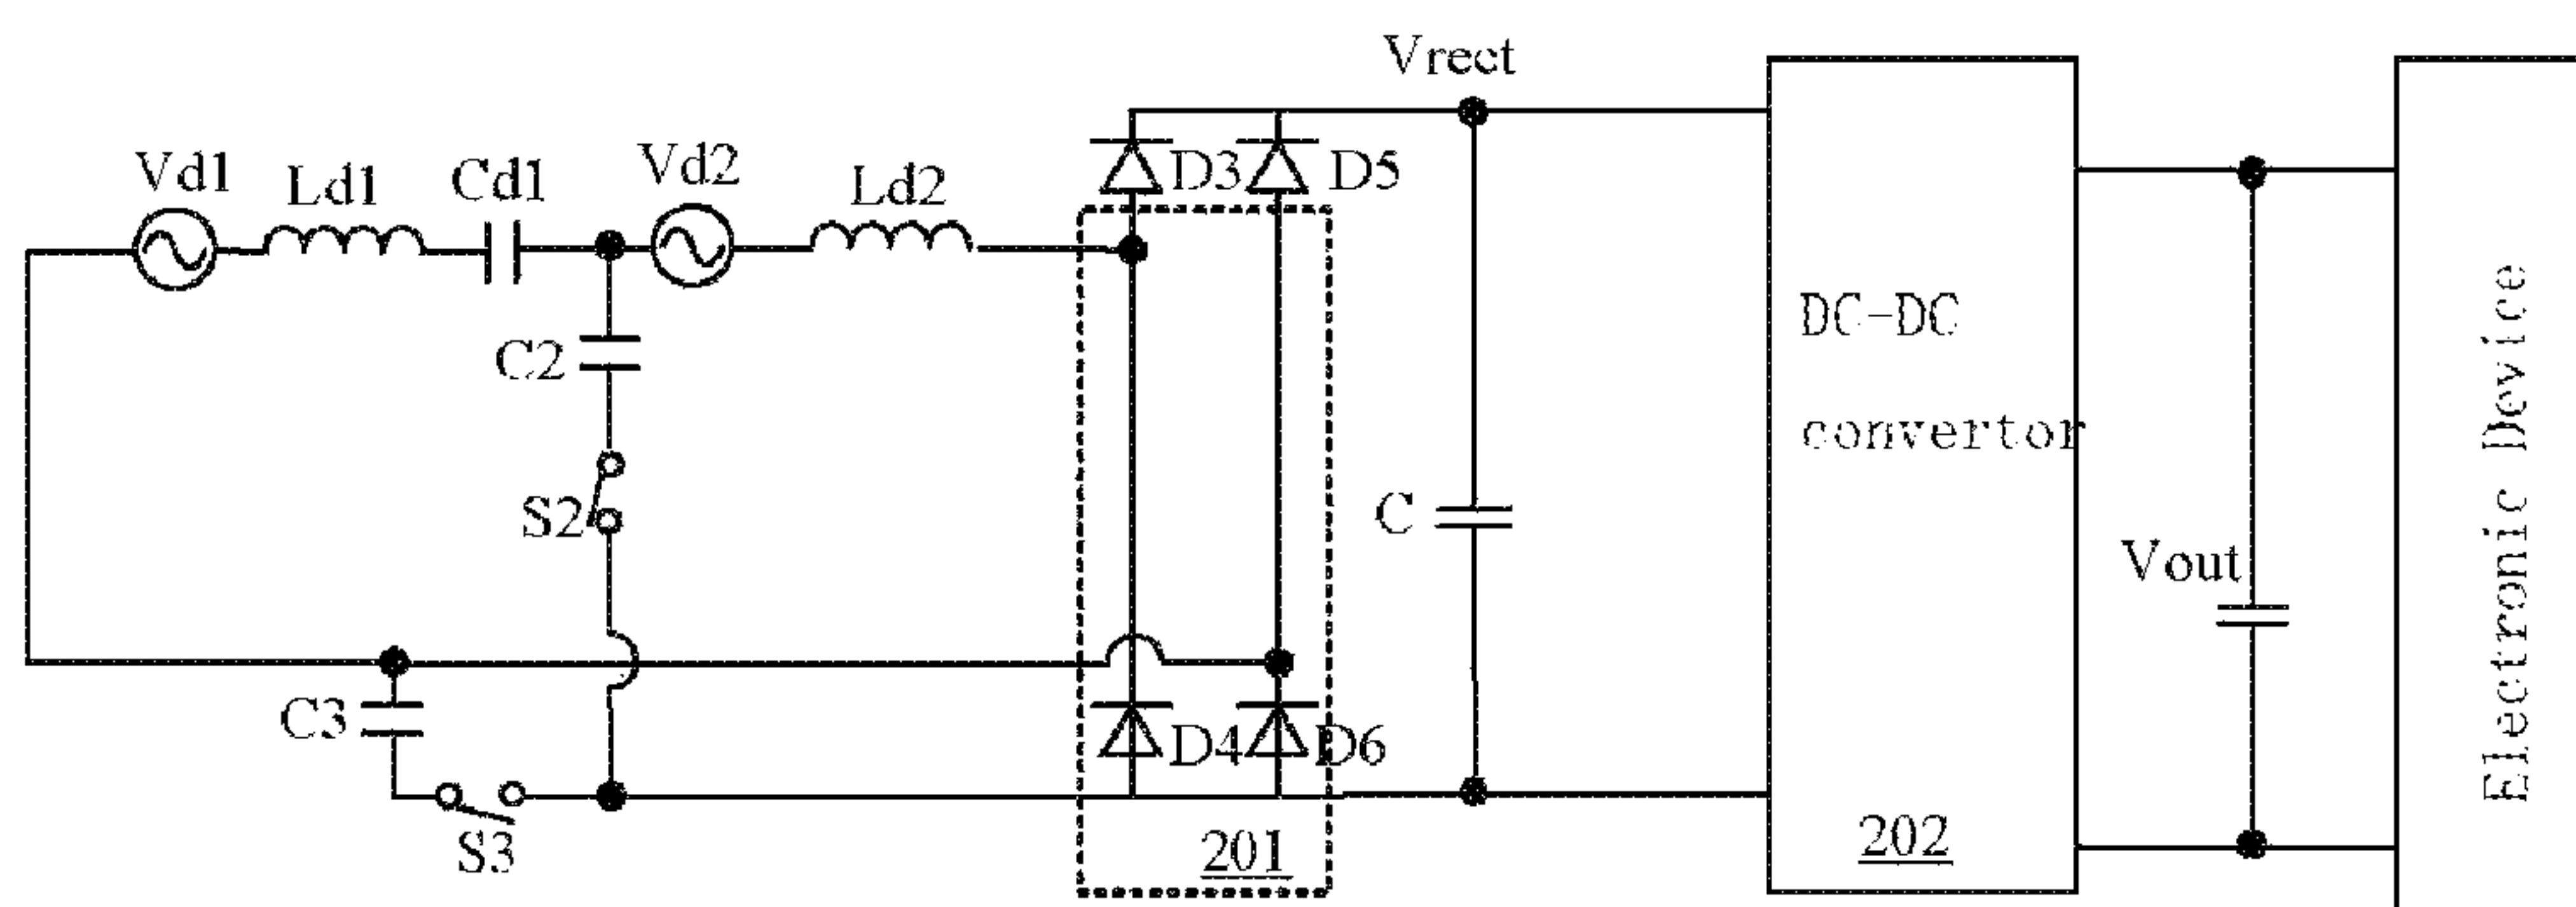 Vrect
Vd1
Ld1
Cd1
Vd2
Ld2
D3
D5
C2
S2
C
DC-DC
convertor
Vout
Electronic Device
C3
S3
D4
D6
201
202